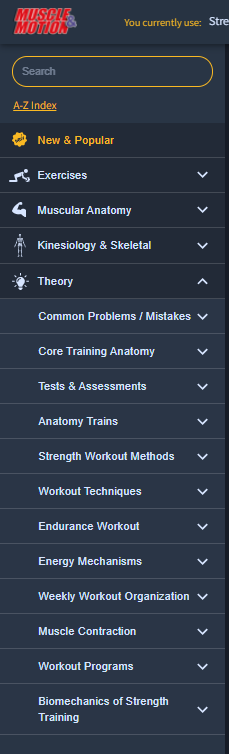 MUSCLE
& MOTION
You currently use: Stre
Search
A-Z Index
New & Popular
Exercises
Muscular Anatomy
Kinesiology & Skeletal
Theory
Common Problems / Mistakes
Core Training Anatomy
Tests & Assessments
Anatomy Trains
Strength Workout Methods
Workout Techniques
Endurance Workout
Energy Mechanisms
Weekly Workout Organization
Muscle Contraction
Workout Programs
Biomechanics of Strength
Training